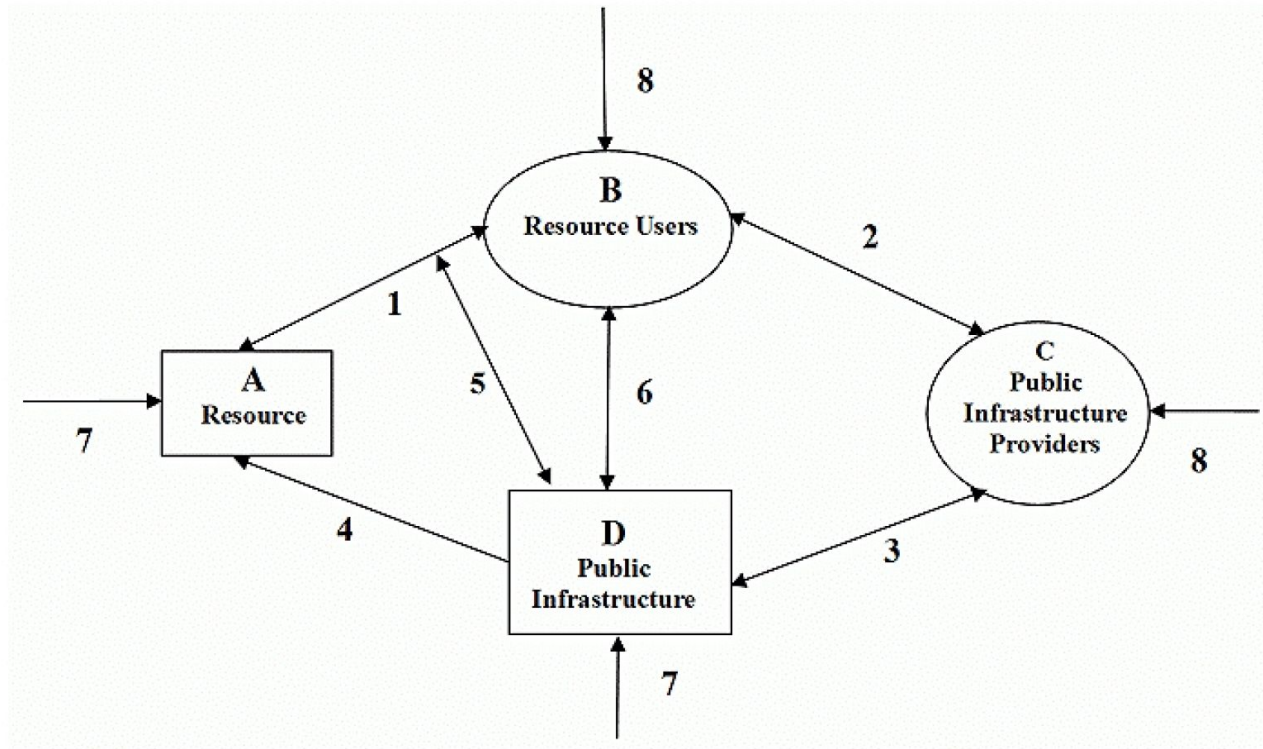 8
B
Resource Users
2
1
C
Public
Infrastructure
Providers
A
Resource
5
6
7
8
4
D
Public
Infrastructure
3
7